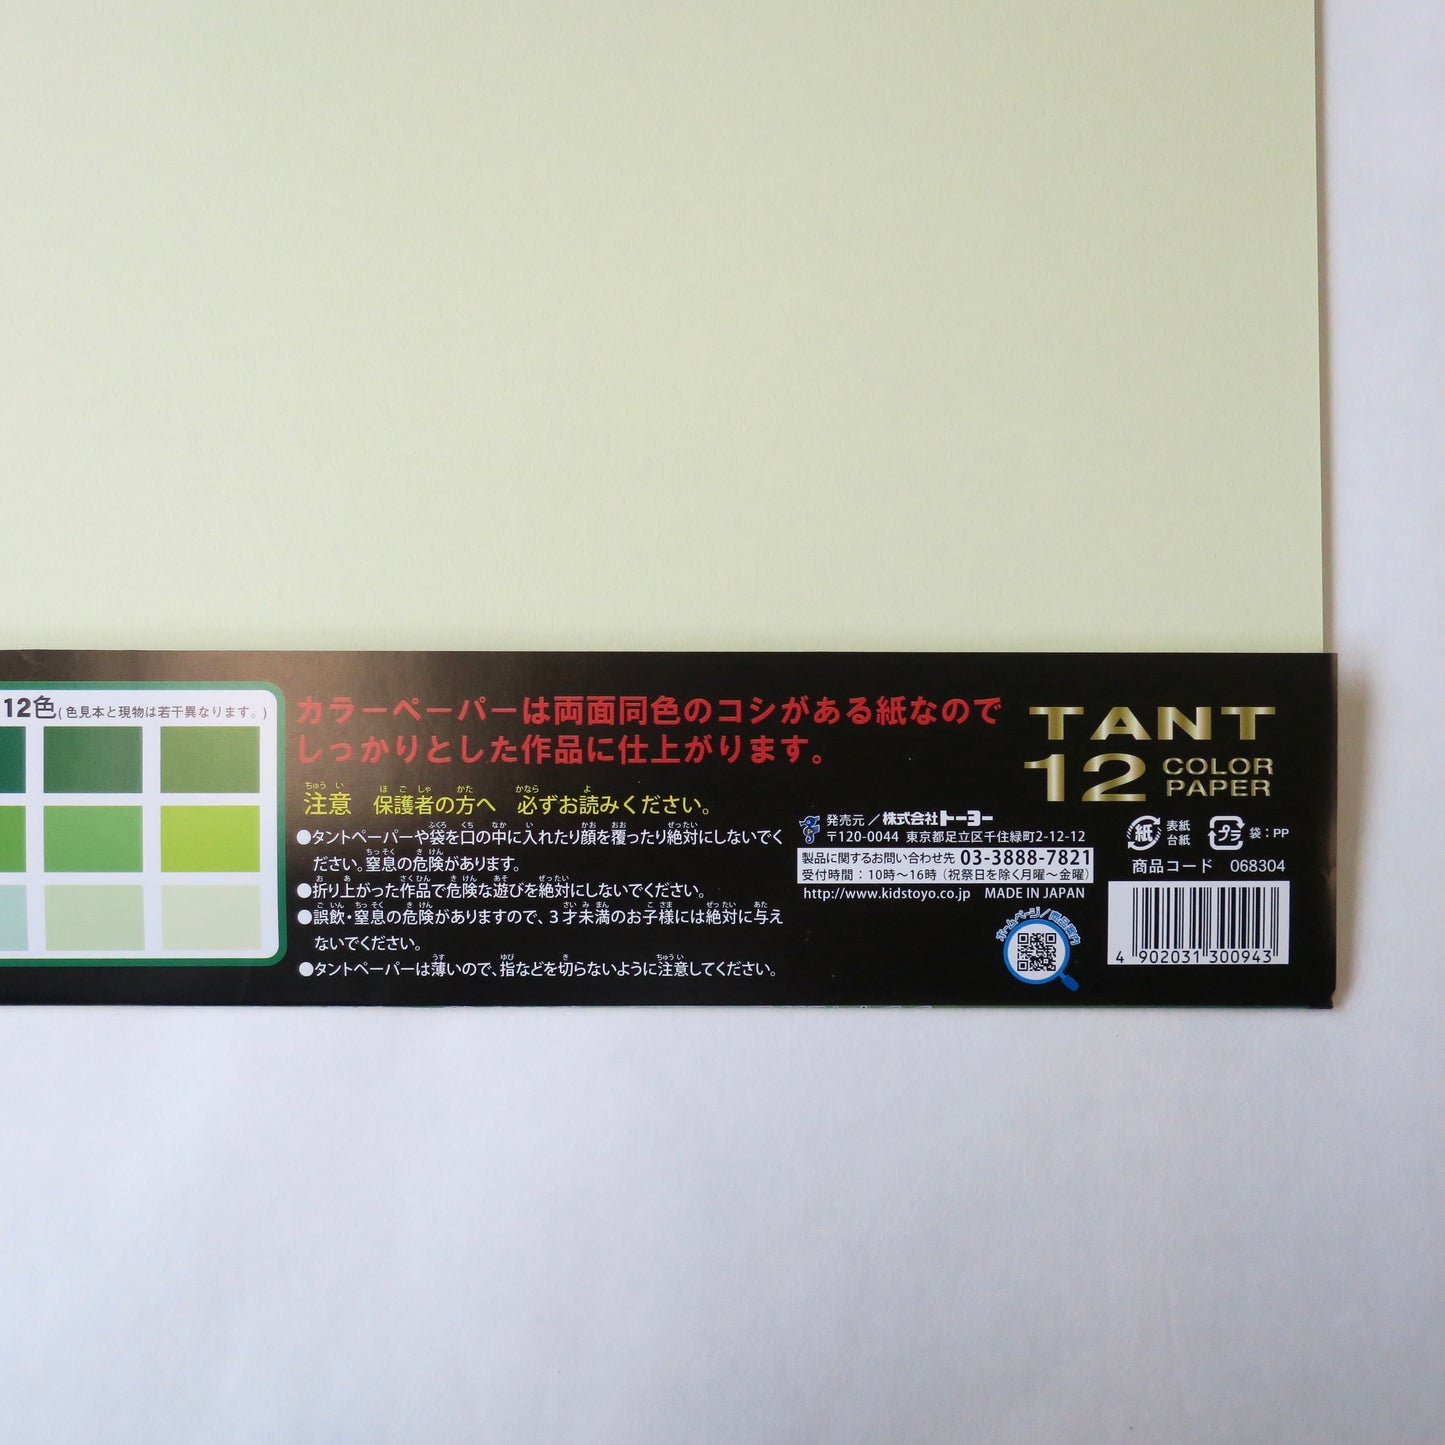 12色(色見本と現物は若干異なります。)
カラーペーパーは両面同色のコシがある紙なので
しっかりとした作品に仕上がります。
注意 保護者の方へ 必ずお読みください。
●タントペーパーや袋を口の中に入れたり顔を覆ったり絶対にしないでく
ださい。窒息の危険があります。
●折り上がった作品で危険な遊びを絶対にしないでください。
●誤飲・窒息の危険がありますので、3才未満のお子様には絶対に与え
ないでください。
●タントペーパーは薄いので、指などを切らないように注意してください。
TANT
12 COLOR
PAPER
発売元/株式会社トーヨー
〒120-0044 東京都足立区千住緑町2-12-12
製品に関するお問い合わせ先 03-3888-7821
受付時間:10時〜16時(祝祭日を除く月曜〜金曜)
http://www.kidstoyo.co.jp MADE IN JAPAN
ホームページ/商品案内
紙 表紙
台紙
プラ 袋:PP
商品コード 068304
4 902031 300943